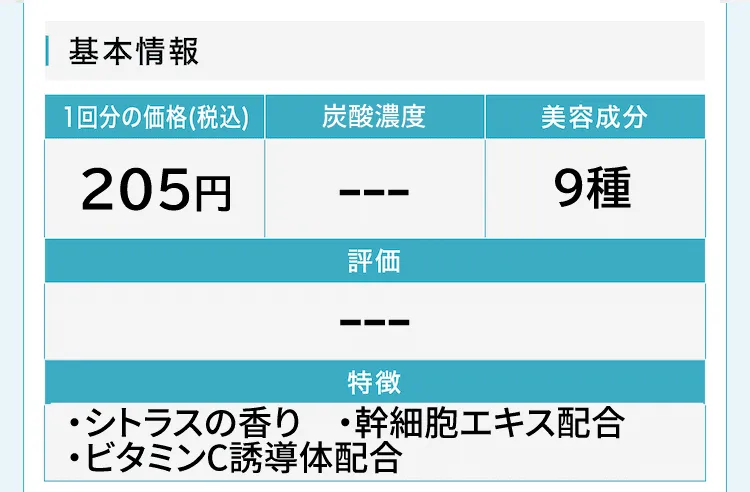 基本情報
1回分の価格(税込) 炭酸濃度 美容成分
205円 --- 9種
評価
---
特徴
・シトラスの香り ・幹細胞エキス配合
・ビタミンC誘導体配合